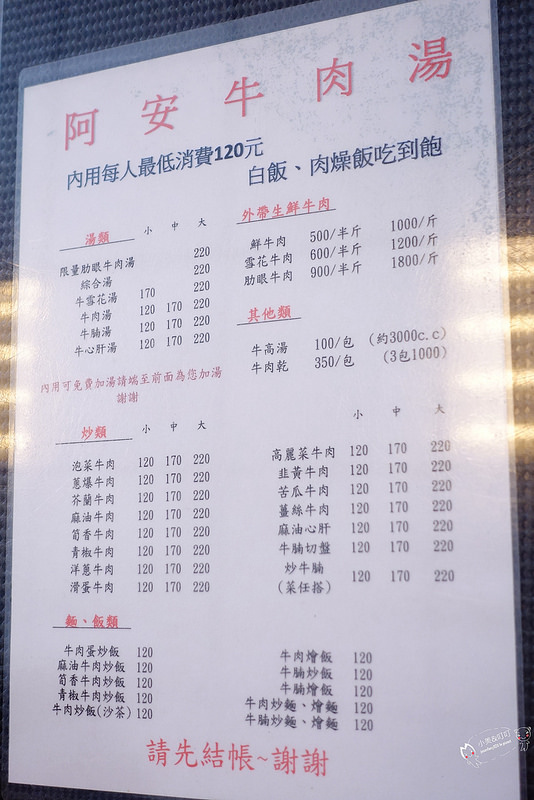 阿安牛肉湯
內用每人最低消費120元
白飯、肉燥飯吃到飽
湯類 小 中 大
限量肋眼牛肉湯 220
綜合湯 220
牛雪花湯 170 220
牛肉湯 120 170 220
牛腩湯 120 170 220
牛心肝湯 120 170 220
內用可免費加湯請端至前面為您加湯
謝謝
外帶生鮮牛肉
鮮牛肉 500/半斤 1000/斤
雪花牛肉 600/半斤 1200/斤
肋眼牛肉 900/半斤 1800/斤
其他類
牛高湯 100/包 (約3000c.c)
牛肉乾 350/包 (3包1000)
炒類 小 中 大
泡菜牛肉 120 170 220
蔥爆牛肉 120 170 220
芥蘭牛肉 120 170 220
麻油牛肉 120 170 220
筍香牛肉 120 170 220
青椒牛肉 120 170 220
洋蔥牛肉 120 170 220
滑蛋牛肉 120 170 220
小 中 大
高麗菜牛肉 120 170 220
韭黃牛肉 120 170 220
苦瓜牛肉 120 170 220
薑絲牛肉 120 170 220
麻油心肝 120 170 220
牛腩切盤 120 170 220
炒牛腩
(菜任搭) 120 170 220
麵、飯類
牛肉蛋炒飯 120
麻油牛肉炒飯 120
筍香牛肉炒飯 120
青椒牛肉炒飯 120
牛肉炒飯(沙茶) 120
牛肉燴飯 120
牛腩炒飯 120
牛腩燴飯 120
牛肉炒麵、燴麵 120
牛腩炒麵、燴麵 120
請先結帳~謝謝